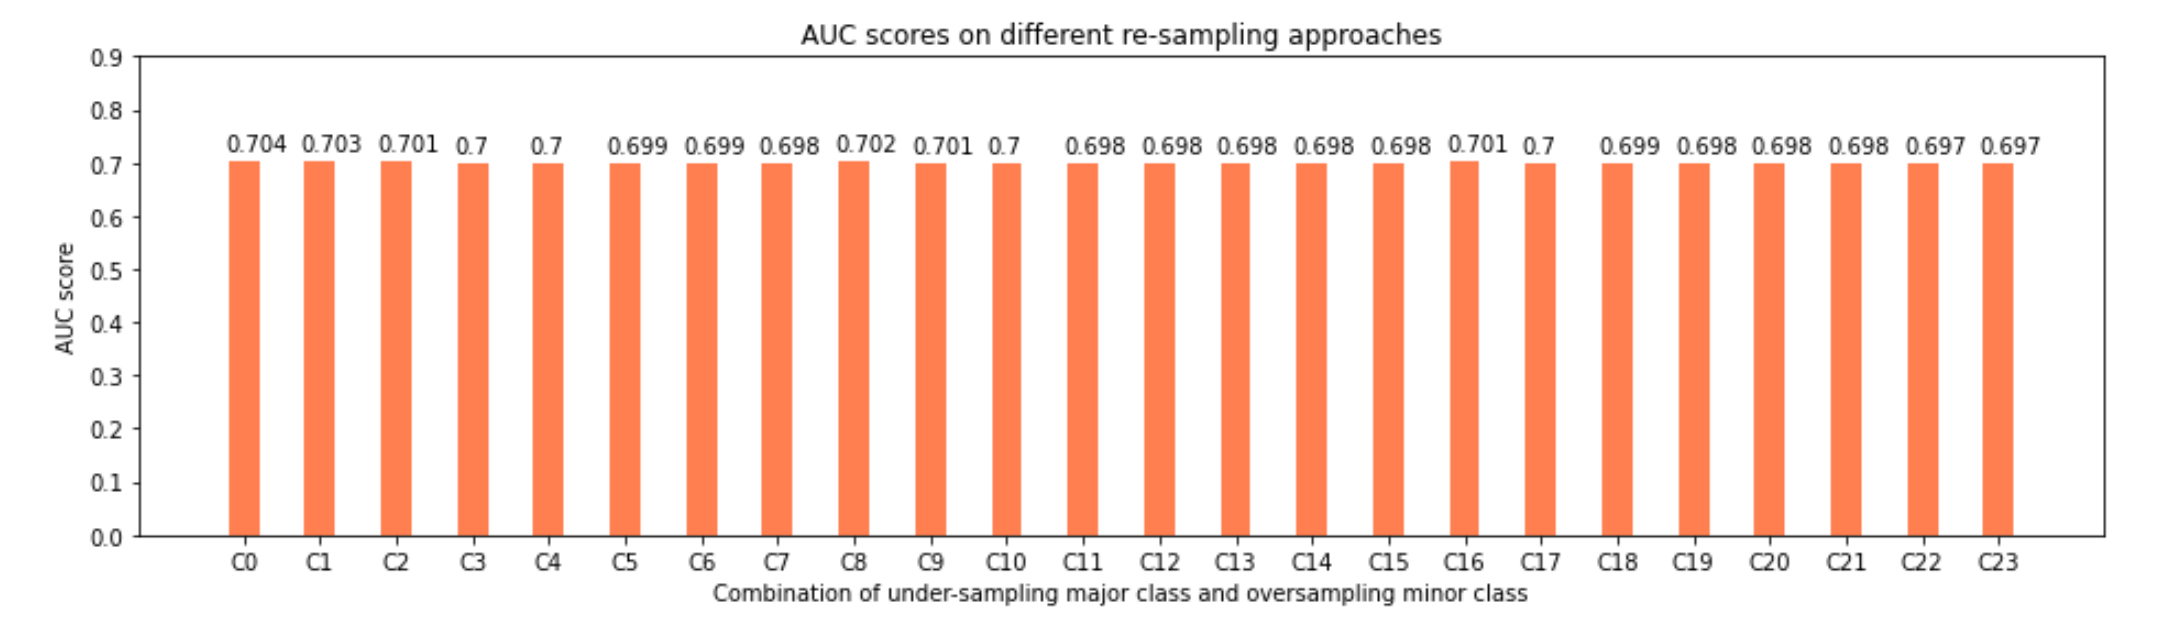 AUC scores on different re-sampling approaches
0.9
0.8
0.7
0.6
0.5
0.4
0.3
0.2
0.1
0.0
AUC score
0.704 0.703 0.701 0.7 0.7 0.699 0.699 0.698 0.702 0.701 0.7 0.698 0.698 0.698 0.698 0.698 0.701 0.7 0.699 0.698 0.698 0.698 0.697 0.697
C0 C1 C2 C3 C4 C5 C6 C7 C8 C9 C10 C11 C12 C13 C14 C15 C16 C17 C18 C19 C20 C21 C22 C23
Combination of under-sampling major class and oversampling minor class